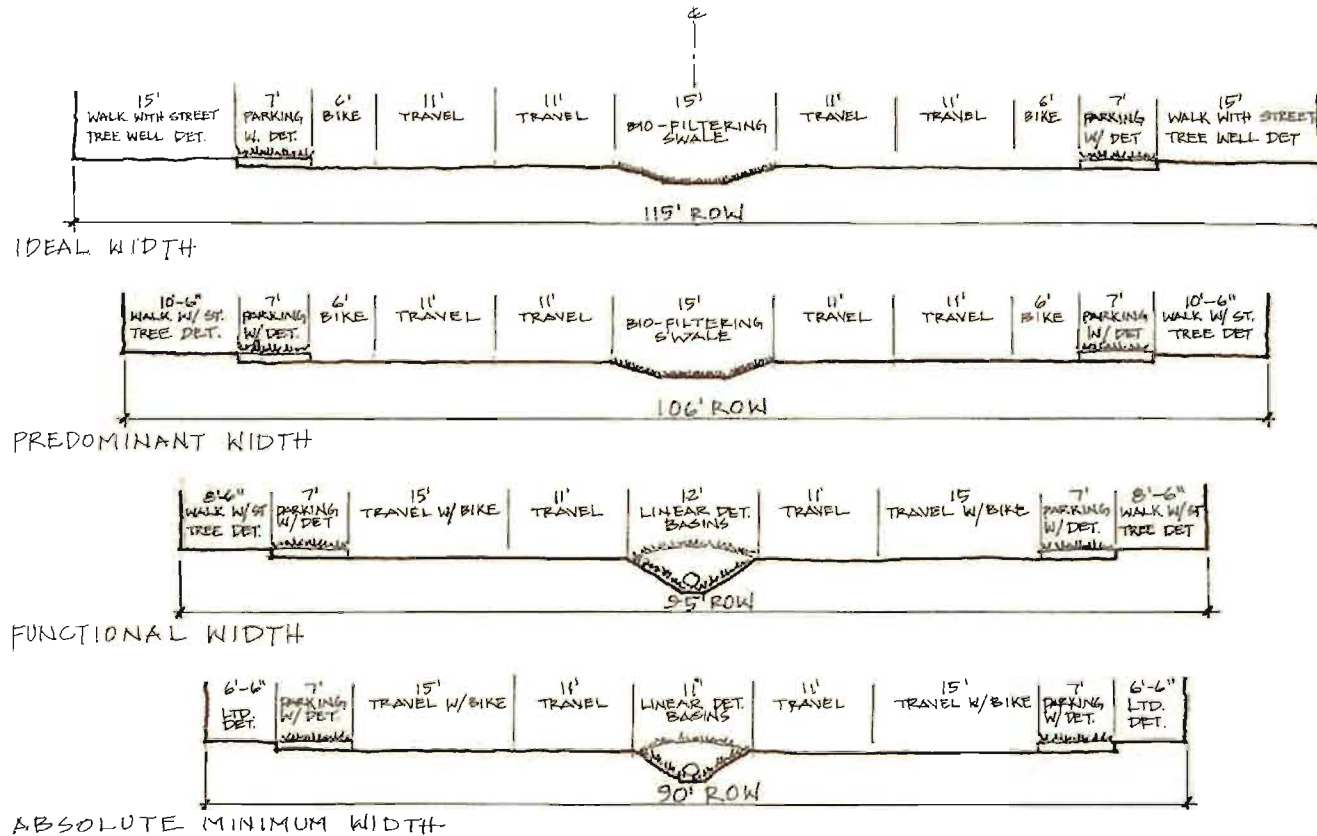 ℄
15' 7' 6' 11' 11' 15' 11' 11' 6' 7' 15'
WALK WITH STREET PARKING BIKE TRAVEL TRAVEL BIO-FILTERING TRAVEL TRAVEL BIKE PARKING WALK WITH STREET
TREE WELL DET. W. DET. SWALE W/ DET TREE WELL DET
115' ROW
IDEAL WIDTH
10'-6" 7' 6' 11' 11' 15' 11' 11' 6' 7' 10'-6"
WALK W/ ST. PARKING BIKE TRAVEL TRAVEL BIO-FILTERING TRAVEL TRAVEL BIKE PARKING WALK W/ ST.
TREE DET. W/ DET. SWALE W/ DET TREE DET
106' ROW
PREDOMINANT WIDTH
8'-6" 7' 15' 11' 12' 11' 15 7' 8'-6"
WALK W/ ST PARKING TRAVEL W/ BIKE TRAVEL LINEAR DET. TRAVEL TRAVEL W/ BIKE PARKING WALK W/ ST
TREE DET. W/ DET BASINS W/ DET. TREE DET
95' ROW
FUNCTIONAL WIDTH
6'-6" 7' 15' 11' 11" 11' 15' 7' 6'-6"
LTD. PARKING TRAVEL W/ BIKE TRAVEL LINEAR DET. TRAVEL TRAVEL W/ BIKE PARKING LTD.
DET. W/ DET. BASINS W/ DET. DET.
90' ROW
ABSOLUTE MINIMUM WIDTH